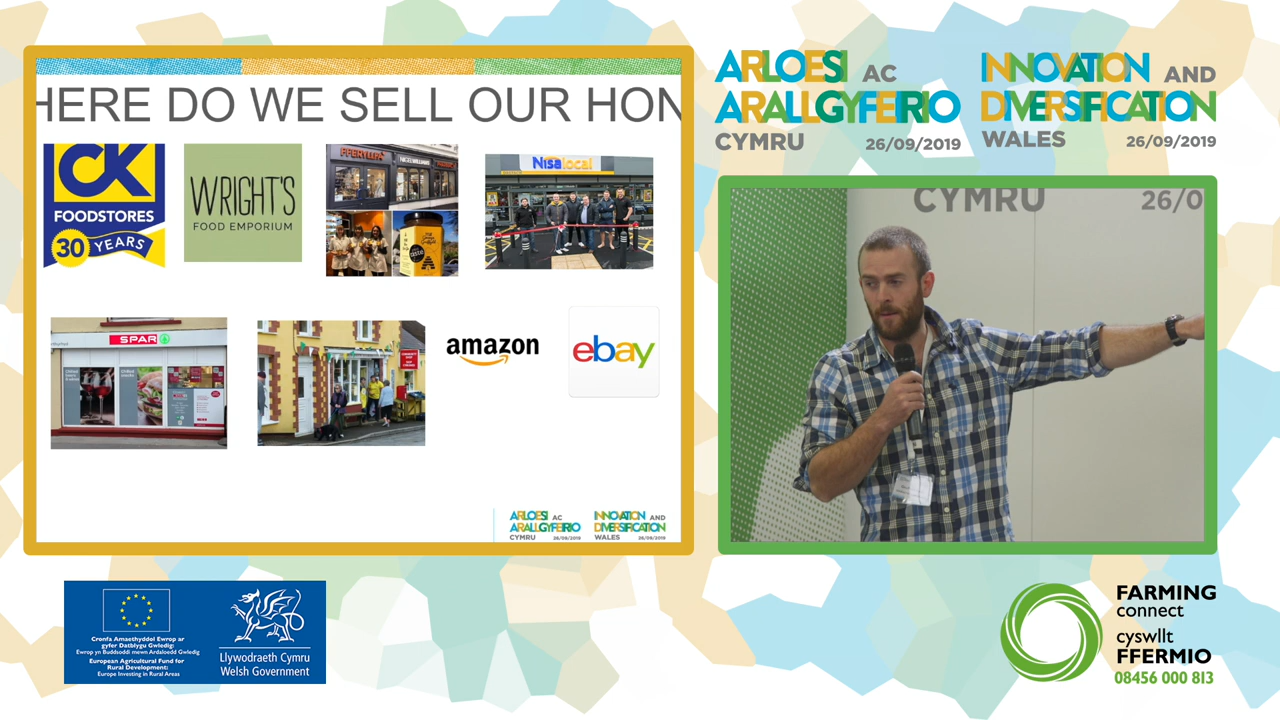 HERE DO WE SELL OUR HON
CK
FOODSTORES
30 YEARS
WRIGHT'S
FOOD EMPORIUM
Nisalocal
SPAR
amazon
ebay
ARLOESI AC
ARALLGYFEIRIO
CYMRU 26/09/2019
INNOVATION AND
DIVERSIFICATION
WALES 26/09/2019
ARLOESI AC
ARALLGYFEIRIO
CYMRU 26/09/2019
INNOVATION AND
DIVERSIFICATION
WALES 26/09/2019
CYMRU 26/0
Cronfa Amaethyddol Ewrop ar
gyfer Datblygu Gwledig:
Ewrop yn Buddsoddi mewn Ardaloedd Gwledig
European Agricultural Fund for
Rural Development:
Europe Investing in Rural Areas
Llywodraeth Cymru
Welsh Government
FARMING
connect
cyswllt
FFERMIO
08456 000 813